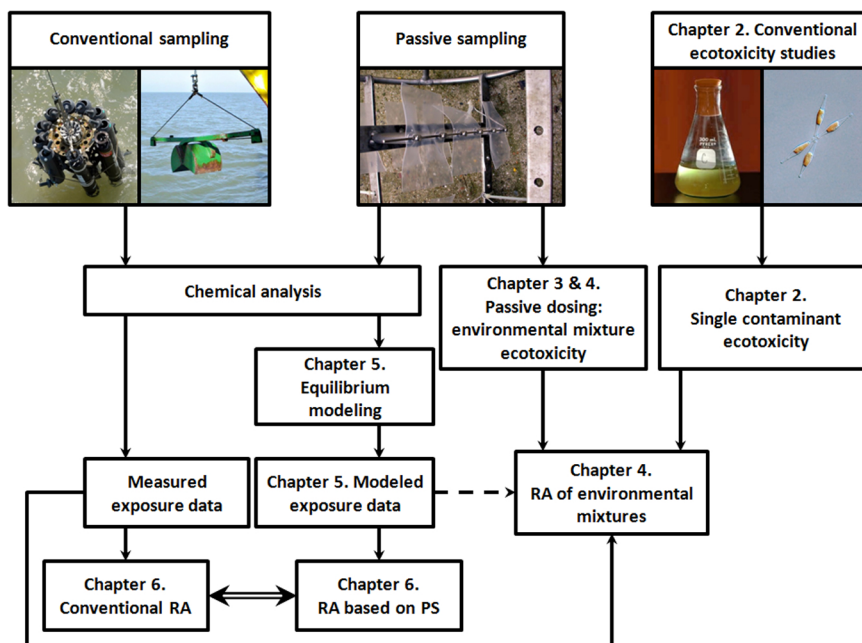 Conventional sampling
Passive sampling
Chapter 2. Conventional
ecotoxicity studies
Chemical analysis
Chapter 3 & 4.
Passive dosing:
environmental mixture
ecotoxicity
Chapter 2.
Single contaminant
ecotoxicity
Chapter 5.
Equilibrium
modeling
Measured
exposure data
Chapter 5. Modeled
exposure data
Chapter 4.
RA of environmental
mixtures
Chapter 6.
Conventional RA
Chapter 6.
RA based on PS